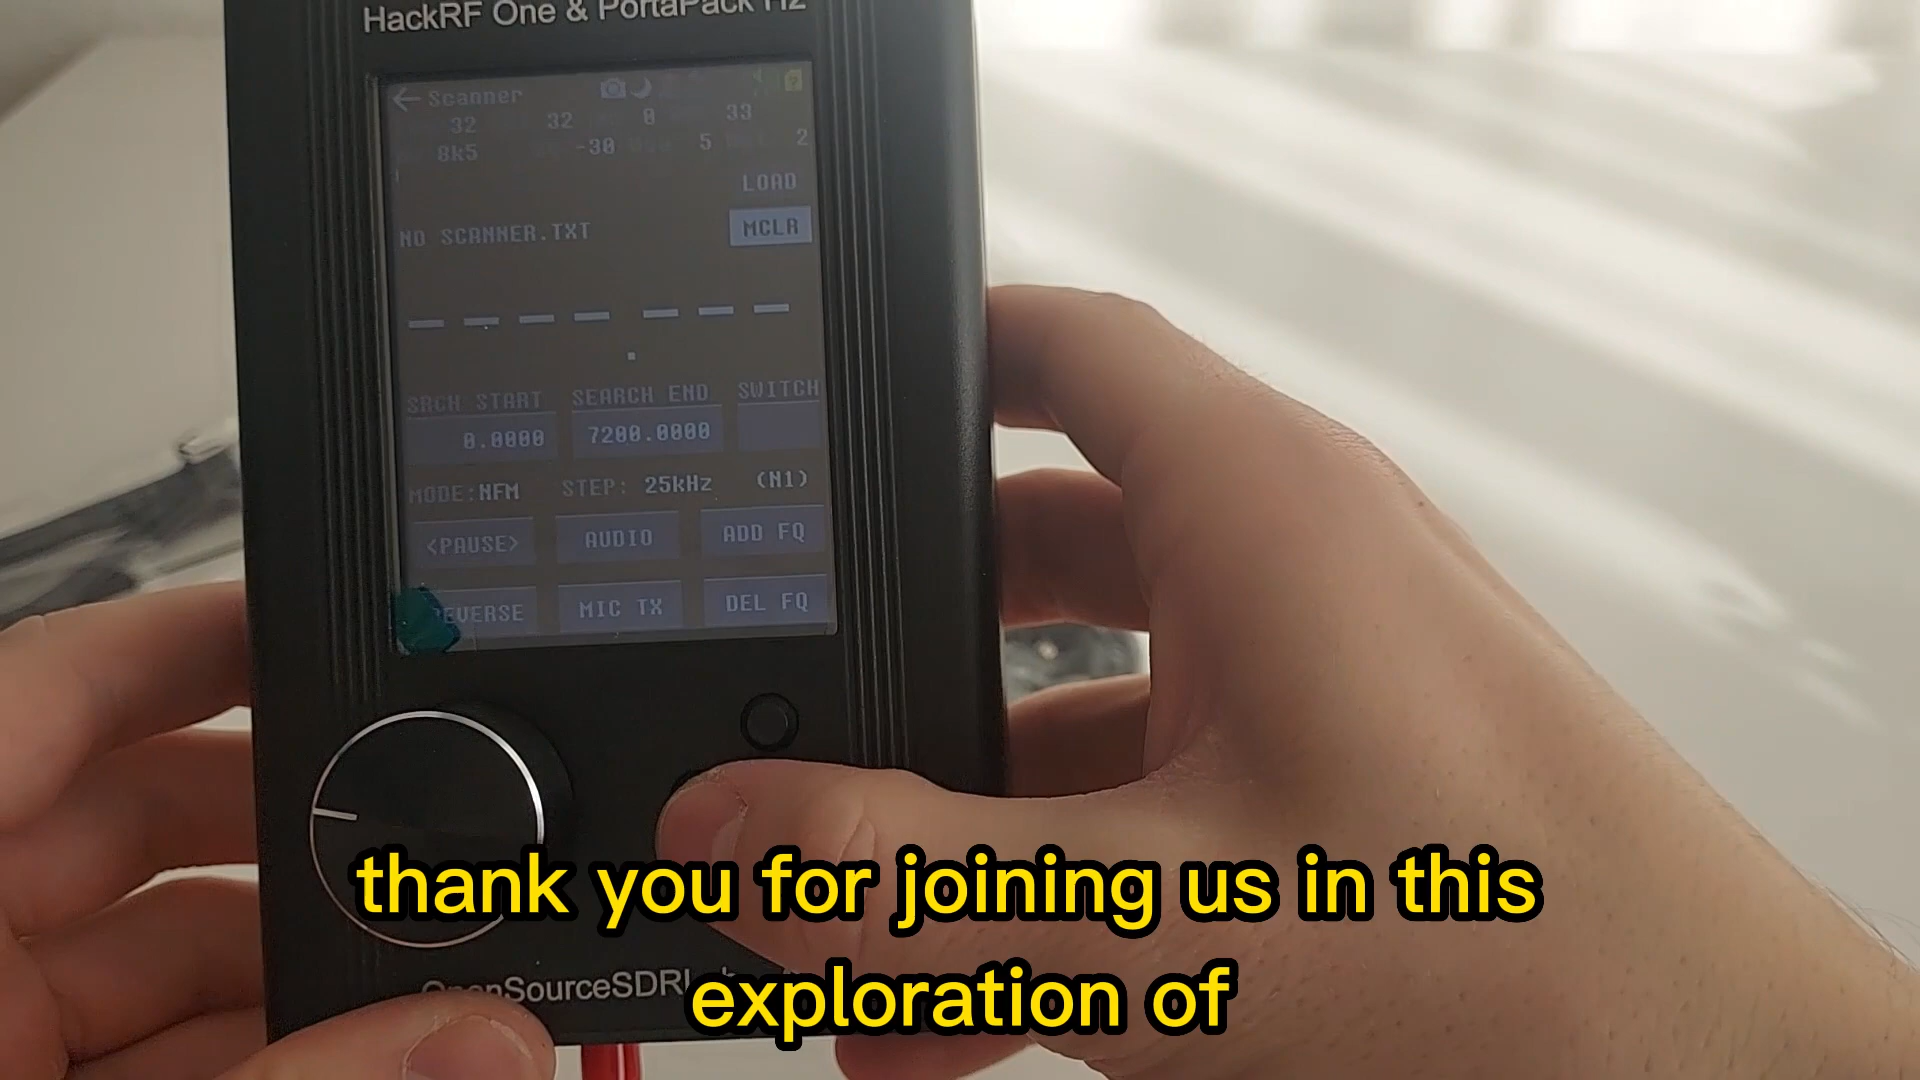 HackRF One & PortaPack H2
Scanner
32 32 0 33
8k5 -30 5 2
LOAD
NO SCANNER.TXT MCLR
SRCH START SEARCH END SWITCH
0.0000 7200.0000
MODE:NFM STEP: 25kHz (N1)
<PAUSE> AUDIO ADD FQ
REVERSE MIC TX DEL FQ
thank you for joining us in this
exploration of